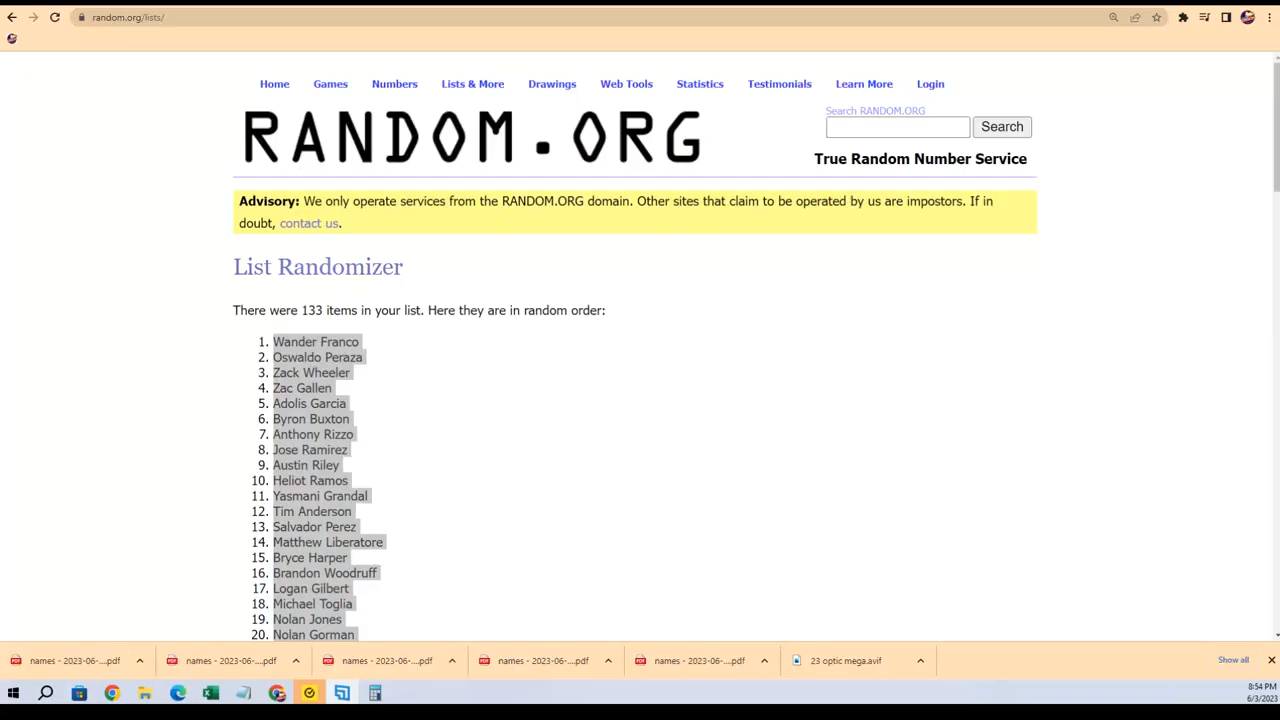 random.org/lists/
Home Games Numbers Lists & More Drawings Web Tools Statistics Testimonials Learn More Login
RANDOM.ORG
Search RANDOM.ORG
Search
True Random Number Service
Advisory: We only operate services from the RANDOM.ORG domain. Other sites that claim to be operated by us are impostors. If in
doubt, contact us.
List Randomizer
There were 133 items in your list. Here they are in random order:
1. Wander Franco
2. Oswaldo Peraza
3. Zack Wheeler
4. Zac Gallen
5. Adolis Garcia
6. Byron Buxton
7. Anthony Rizzo
8. Jose Ramirez
9. Austin Riley
10. Heliot Ramos
11. Yasmani Grandal
12. Tim Anderson
13. Salvador Perez
14. Matthew Liberatore
15. Bryce Harper
16. Brandon Woodruff
17. Logan Gilbert
18. Michael Toglia
19. Nolan Jones
20. Nolan Gorman
names - 2023-06-....pdf names - 2023-06-....pdf names - 2023-06-....pdf names - 2023-06-....pdf names - 2023-06-....pdf 23 optic mega.avif Show all
8:54 PM
6/3/2023